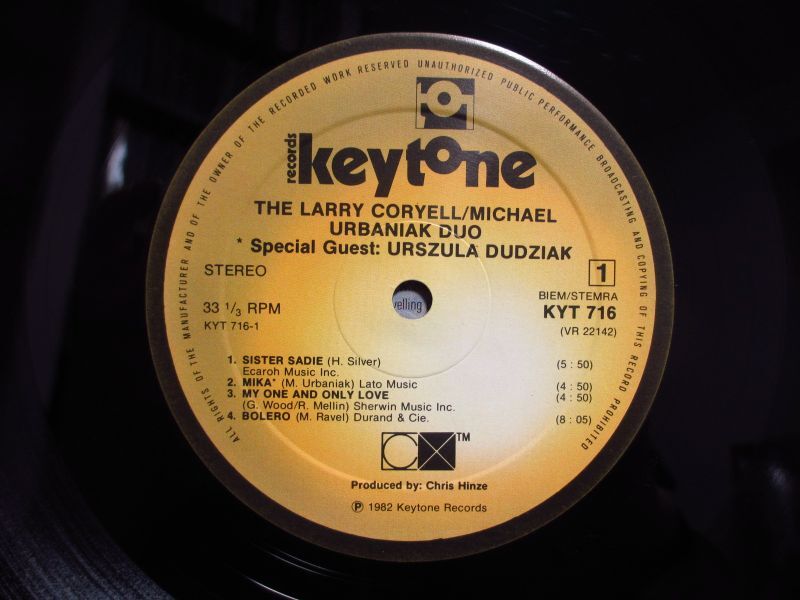 ALL RIGHTS OF THE MANUFACTURER AND OF THE OWNER OF THE RECORDED WORK RESERVED UNAUTHORIZED PUBLIC PERFORMANCE BROADCASTING AND COPYING OF THIS RECORD PROHIBITED
records
keytone
THE LARRY CORYELL/MICHAEL
URBANIAK DUO
* Special Guest: URSZULA DUDZIAK
STEREO
1
33 1/3 RPM
KYT 716-1
BIEM/STEMRA
KYT 716
(VR 22142)
velling
1. SISTER SADIE (H. Silver) (5 : 50)
Ecaroh Music Inc.
2. MIKA* (M. Urbaniak) Lato Music (4 : 50)
3. MY ONE AND ONLY LOVE (4 : 50)
(G. Wood/R. Mellin) Sherwin Music Inc.
4. BOLERO (M. Ravel) Durand & Cie. (8 : 05)
CX™
Produced by: Chris Hinze
℗ 1982 Keytone Records